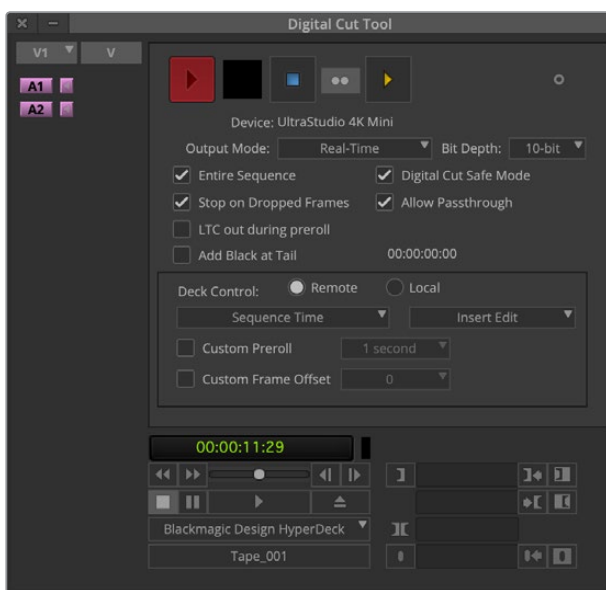 Digital Cut Tool
V1 V
A1
A2
Device: UltraStudio 4K Mini
Output Mode: Real-Time Bit Depth: 10-bit
Entire Sequence Digital Cut Safe Mode
Stop on Dropped Frames Allow Passthrough
LTC out during preroll
Add Black at Tail 00:00:00:00
Deck Control: Remote Local
Sequence Time Insert Edit
Custom Preroll 1 second
Custom Frame Offset 0
00:00:11:29
Blackmagic Design HyperDeck
Tape_001